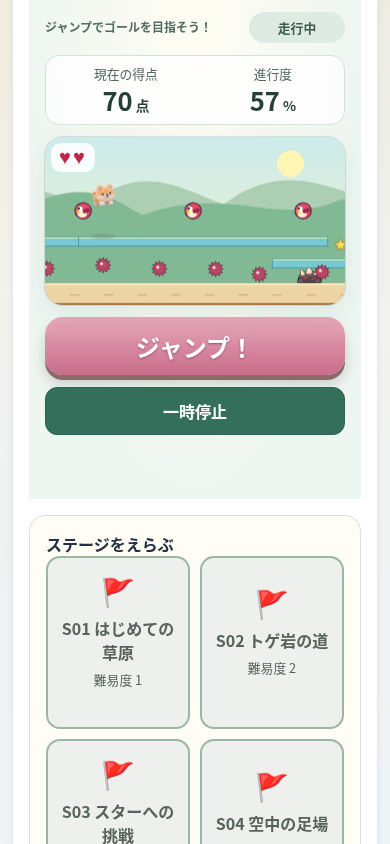 ジャンプでゴールを目指そう！
走行中
現在の得点
進行度
70 点
57 %
ジャンプ！
一時停止
ステージをえらぶ
S01 はじめての
草原
難易度 1
S02 トゲ岩の道
難易度 2
S03 スターへの
挑戦
S04 空中の足場